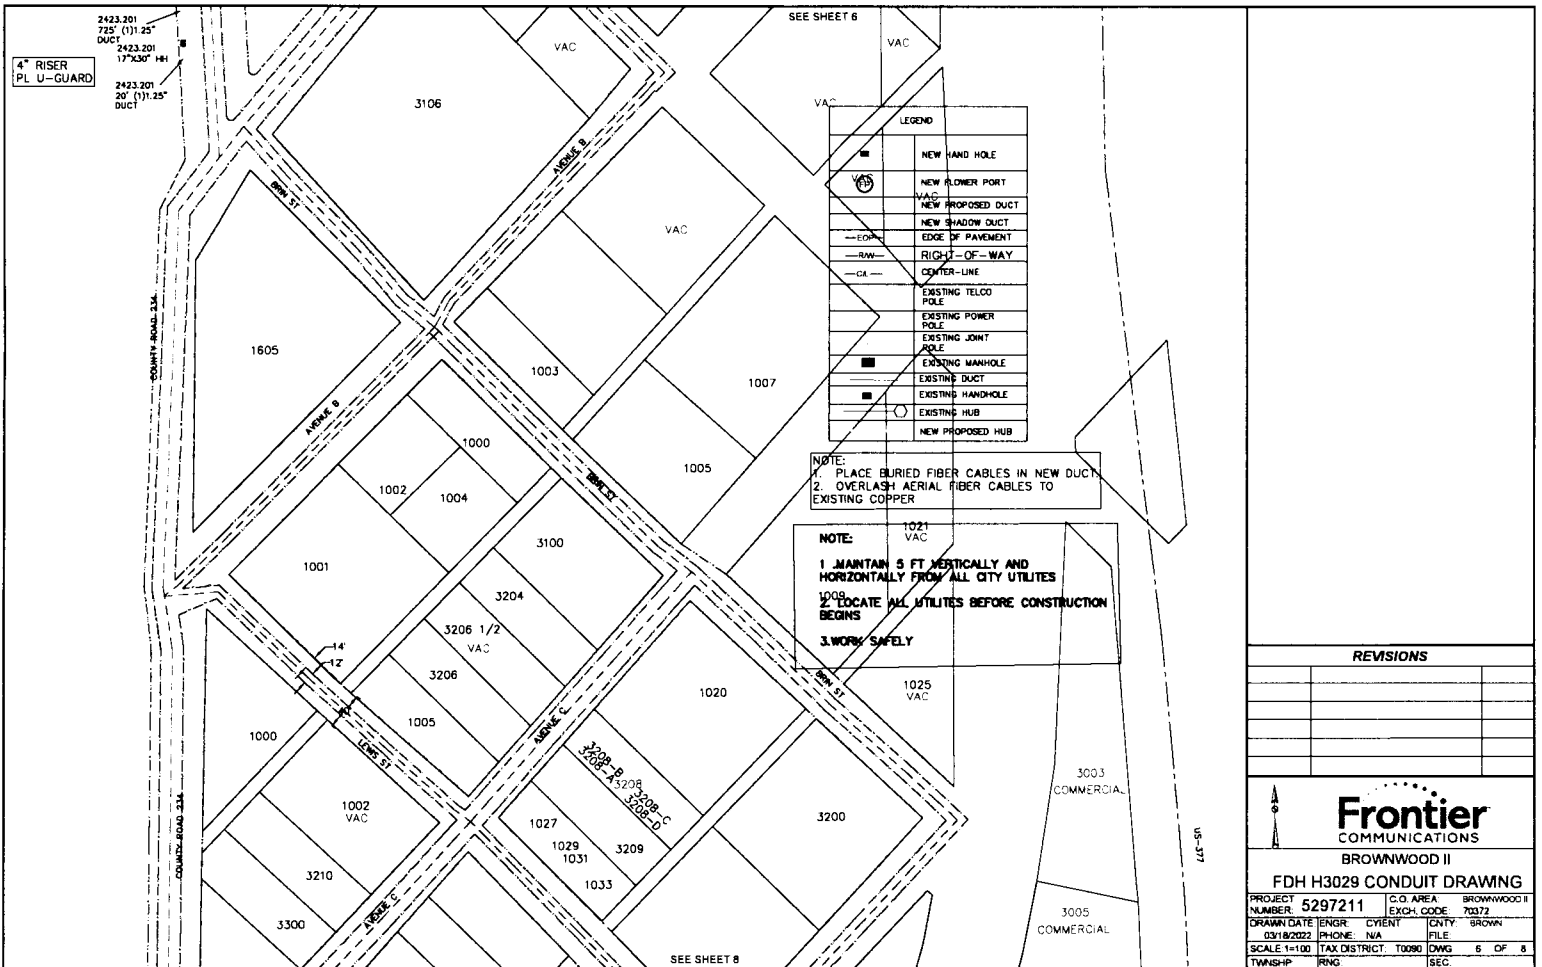 2423.201
725' (1)1.25"
DUCT
2423.201
17"X30" HH
4" RISER
PL U-GUARD
2423.201
20' (1)1.25"
DUCT
SEE SHEET 6
VAC
VAC
3106
VAC
AVENUE B
BRIN ST
VAC
COUNTY ROAD 234
1605
1003
1007
AVENUE B
1000
1005
1002
1004
3100
1001
3204
3206 1/2
VAC
14'
12'
3206
1005
1020
1000
LEWIS ST
AVENUE C
BRIN ST
1025
VAC
3208-B
3208-A
3208
3208-C
3208-D
3003
COMMERCIAL
1002
VAC
1027
1029
1031
3209
1033
3200
COUNTY ROAD 234
3210
3300
AVENUE C
3005
COMMERCIAL
US-377
SEE SHEET 8
LEGEND
NEW HAND HOLE
VAC
FP
NEW FLOWER PORT
VAC
NEW PROPOSED DUCT
NEW SHADOW DUCT
EOP
EDGE OF PAVEMENT
R/W
RIGHT-OF-WAY
C/L
CENTER-LINE
EXISTING TELCO
POLE
EXISTING POWER
POLE
EXISTING JOINT
POLE
EXISTING MANHOLE
EXISTING DUCT
EXISTING HANDHOLE
EXISTING HUB
NEW PROPOSED HUB
NOTE:
1. PLACE BURIED FIBER CABLES IN NEW DUCT
2. OVERLASH AERIAL FIBER CABLES TO
EXISTING COPPER
1021
VAC
NOTE:
1 .MAINTAIN 5 FT VERTICALLY AND
HORIZONTALLY FROM ALL CITY UTILITES
1009
2. LOCATE ALL UTILITES BEFORE CONSTRUCTION
BEGINS
3.WORK SAFELY
REVISIONS
N
Frontier
COMMUNICATIONS
BROWNWOOD II
FDH H3029 CONDUIT DRAWING
PROJECT NUMBER: 5297211
C.O. AREA: BROWNWOOD II
EXCH. CODE: 70372
DRAWN DATE 03/18/2022
ENGR: CYIENT
PHONE: N/A
CNTY: BROWN
FILE:
SCALE 1=100 TAX DISTRICT: T0090 DWG 6 OF 8
TWNSHP RNG SEC.